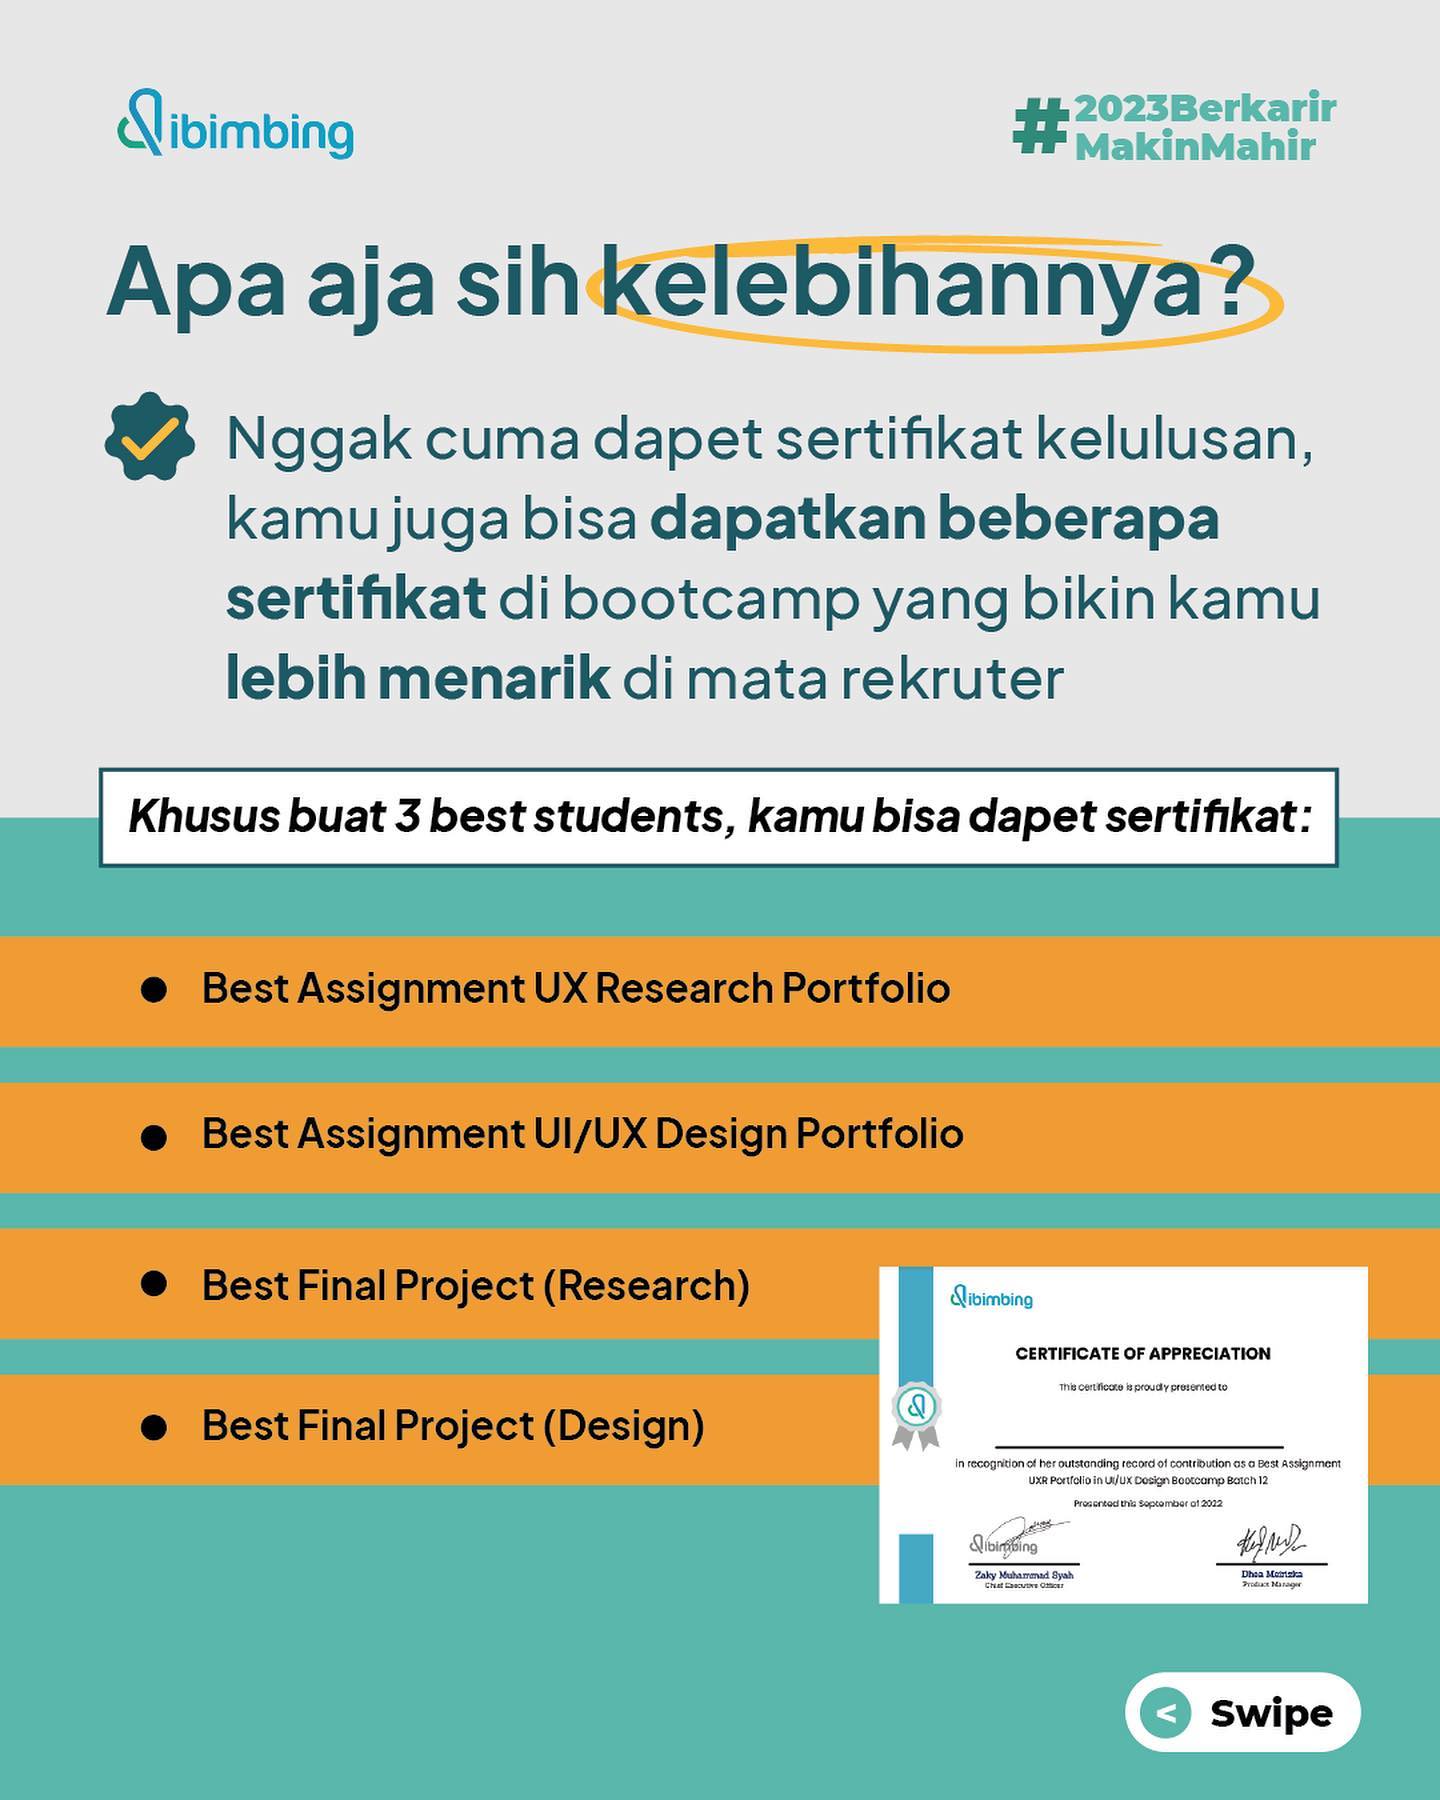 ibimbing
#2023Berkarir
MakinMahir
Apa aja sih kelebihannya?
Nggak cuma dapet sertifikat kelulusan,
kamu juga bisa dapatkan beberapa
sertifikat di bootcamp yang bikin kamu
lebih menarik di mata rekruter
Khusus buat 3 best students, kamu bisa dapet sertifikat:
Best Assignment UX Research Portfolio
Best Assignment UI/UX Design Portfolio
Best Final Project (Research)
Best Final Project (Design)
ibimbing
CERTIFICATE OF APPRECIATION
This certificate is proudly presented to
in recognition of her outstanding record of contribution as a Best Assignment
UXR Portfolio in UI/UX Design Bootcamp Batch 12
Presented this September of 2022
ibimbing
Zaky Muhammad Syah
Chief Executive Officer
Dhea Meirizka
Product Manager
< Swipe